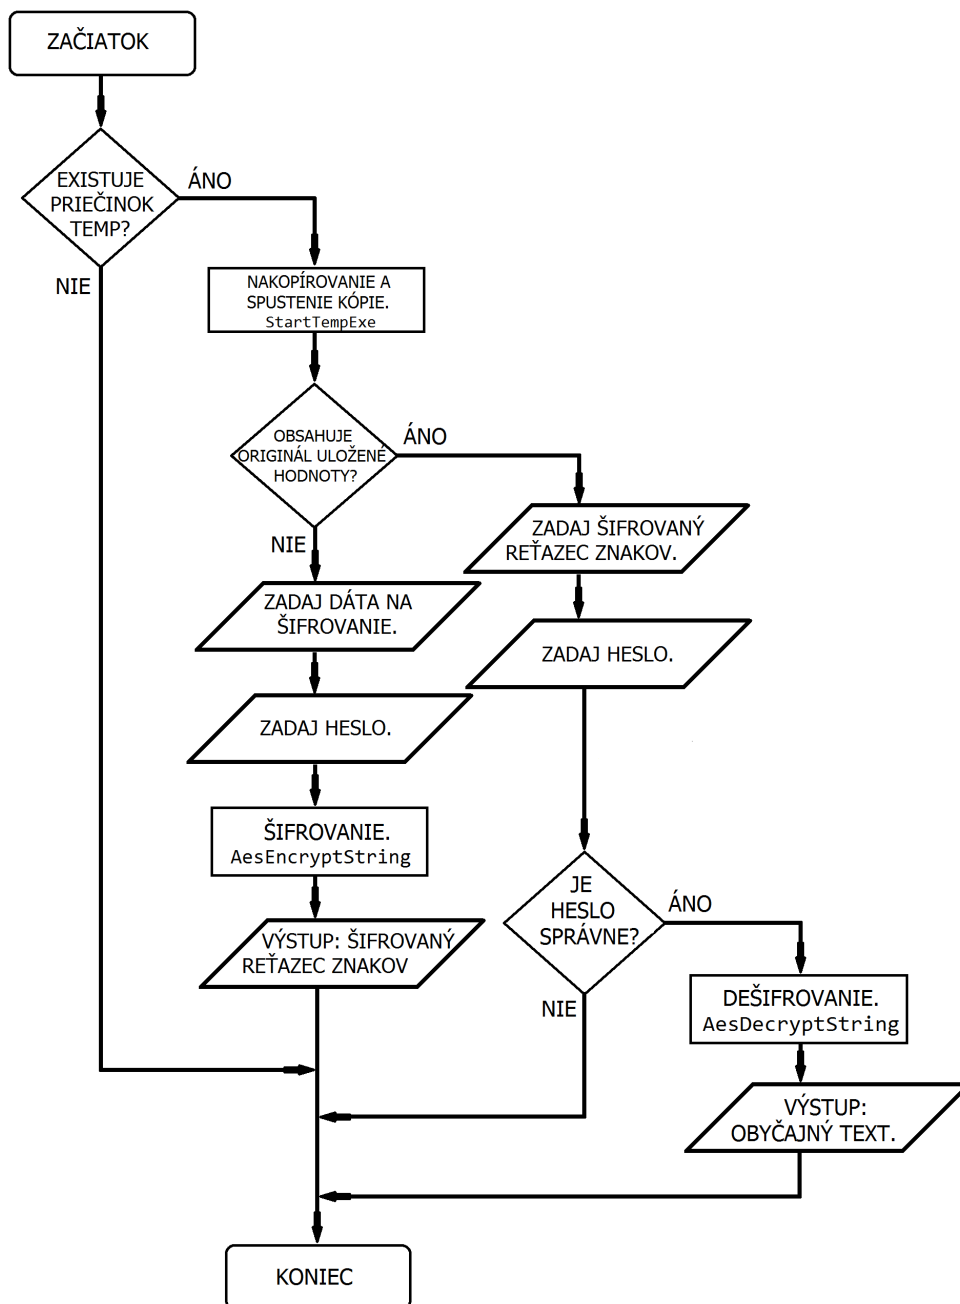 ZAČIATOK
EXISTUJE
PRIEČINOK
TEMP?
ÁNO
NIE
NAKOPÍROVANIE A
SPUSTENIE KÓPIE.
StartTempExe
OBSAHUJE
ORIGINÁL ULOŽENÉ
HODNOTY?
ÁNO
NIE
ZADAJ ŠIFROVANÝ
REŤAZEC ZNAKOV.
ZADAJ DÁTA NA
ŠIFROVANIE.
ZADAJ HESLO.
ZADAJ HESLO.
ŠIFROVANIE.
AesEncryptString
JE
HESLO
SPRÁVNE?
ÁNO
NIE
VÝSTUP: ŠIFROVANÝ
REŤAZEC ZNAKOV
DEŠIFROVANIE.
AesDecryptString
VÝSTUP:
OBYČAJNÝ TEXT.
KONIEC